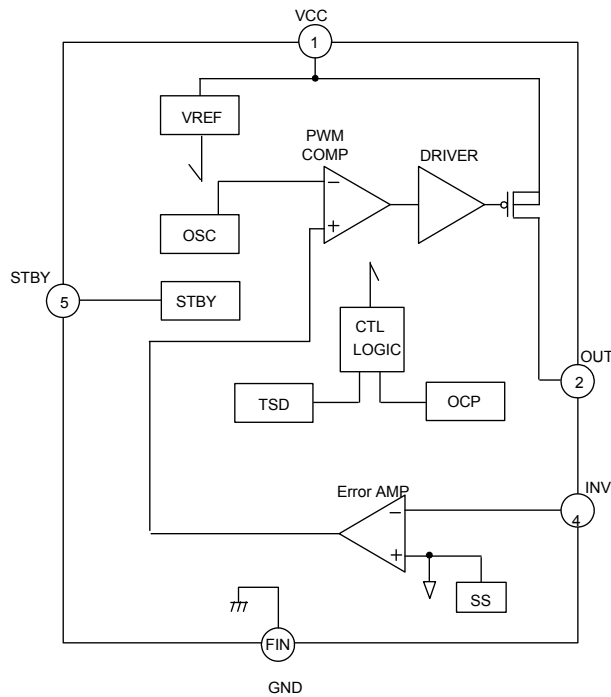 VCC
1
VREF
PWM
COMP
DRIVER
−
+
OSC
STBY
5
STBY
CTL
LOGIC
OUT
2
TSD
OCP
Error AMP
INV
−
4
+
SS
FIN
GND